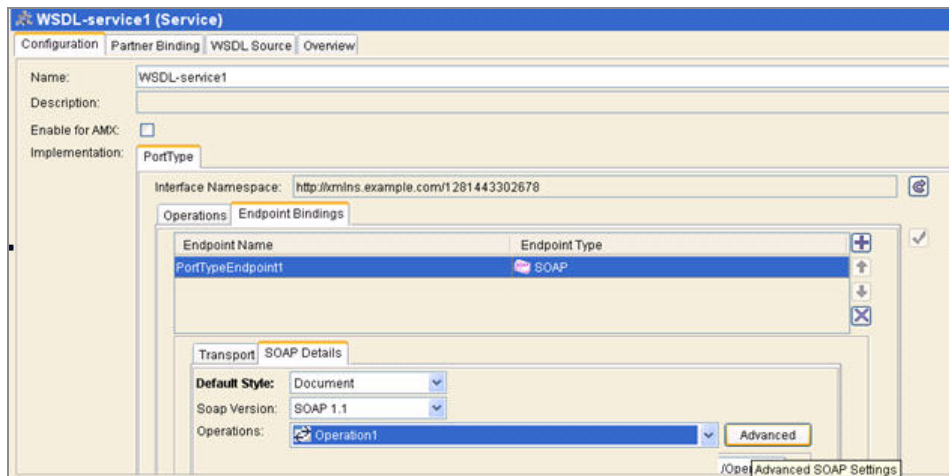 WSDL-service1 (Service)
Configuration Partner Binding WSDL Source Overview
Name: WSDL-service1
Description:
Enable for AMX:
Implementation: PortType
Interface Namespace: http://xmlns.example.com/1281443302678
Operations Endpoint Bindings
Endpoint Name Endpoint Type
PortTypeEndpoint1 SOAP
Transport SOAP Details
Default Style: Document
Soap Version: SOAP 1.1
Operations: Operation1 Advanced
/Ope Advanced SOAP Settings